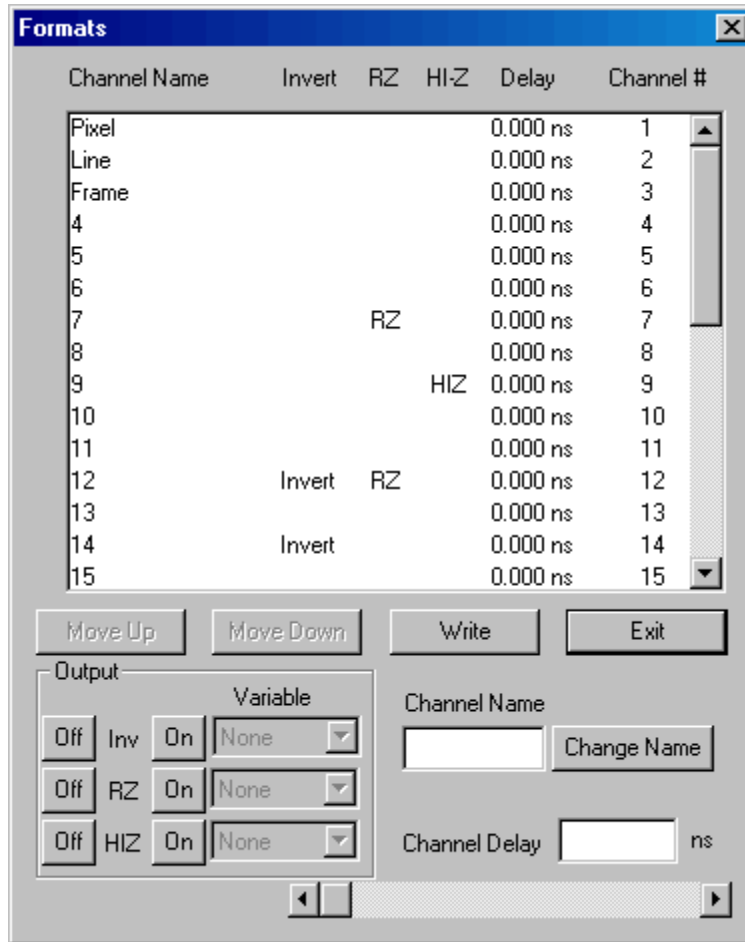 Formats
Channel Name Invert RZ HI-Z Delay Channel #
Pixel 0.000 ns 1
Line 0.000 ns 2
Frame 0.000 ns 3
4 0.000 ns 4
5 0.000 ns 5
6 0.000 ns 6
7 RZ 0.000 ns 7
8 0.000 ns 8
9 HIZ 0.000 ns 9
10 0.000 ns 10
11 0.000 ns 11
12 Invert RZ 0.000 ns 12
13 0.000 ns 13
14 Invert 0.000 ns 14
15 0.000 ns 15
Move Up Move Down Write Exit
Output
Variable
Off Inv On None
Off RZ On None
Off HIZ On None
Channel Name
Change Name
Channel Delay ns